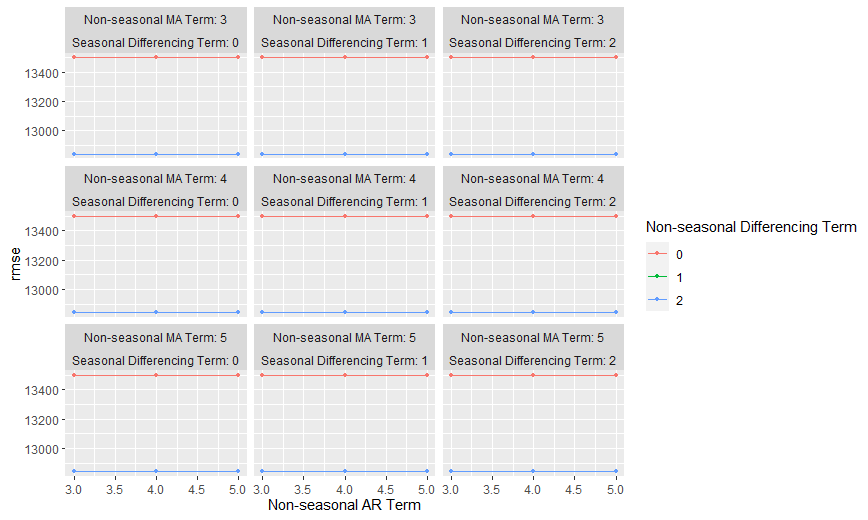 Non-seasonal MA Term: 3 Non-seasonal MA Term: 3 Non-seasonal MA Term: 3
Seasonal Differencing Term: 0 Seasonal Differencing Term: 1 Seasonal Differencing Term: 2
13400
13200
13000
Non-seasonal MA Term: 4 Non-seasonal MA Term: 4 Non-seasonal MA Term: 4
Seasonal Differencing Term: 0 Seasonal Differencing Term: 1 Seasonal Differencing Term: 2
13400
13200
13000
rmse
Non-seasonal MA Term: 5 Non-seasonal MA Term: 5 Non-seasonal MA Term: 5
Seasonal Differencing Term: 0 Seasonal Differencing Term: 1 Seasonal Differencing Term: 2
13400
13200
13000
3.0 3.5 4.0 4.5 5.0 3.0 3.5 4.0 4.5 5.0 3.0 3.5 4.0 4.5 5.0
Non-seasonal AR Term
Non-seasonal Differencing Term
0
1
2